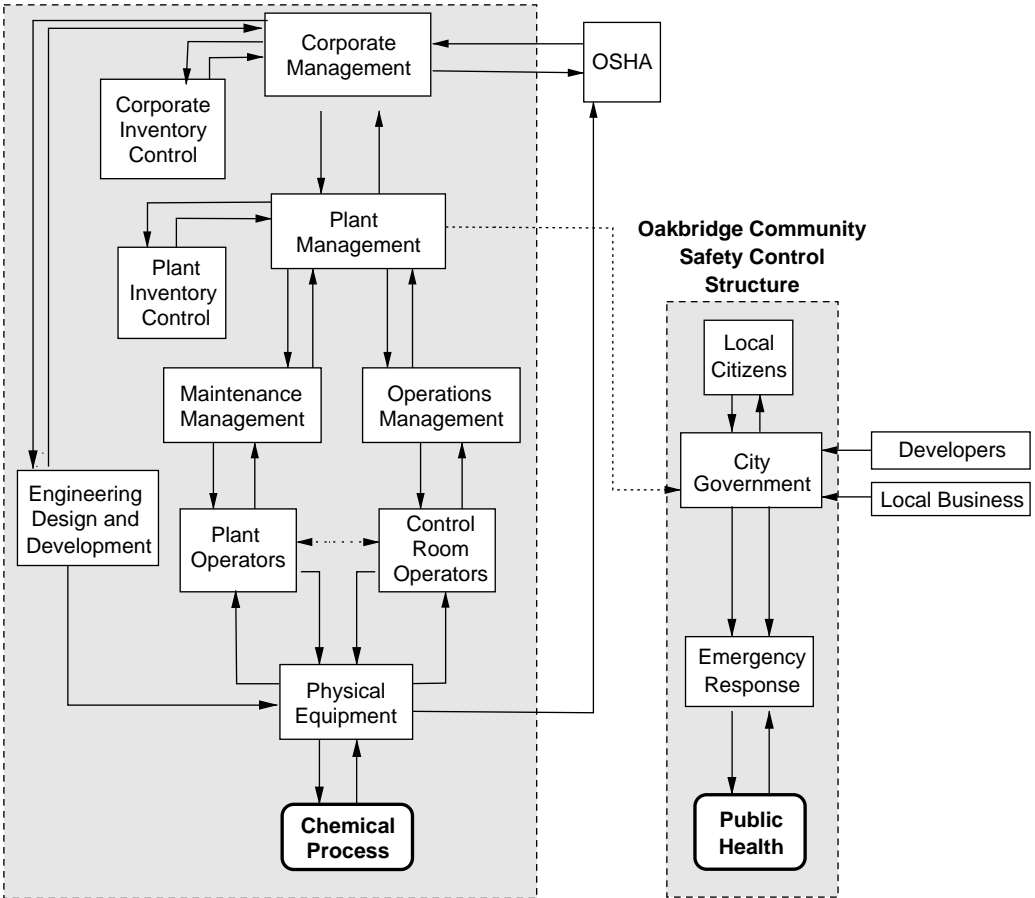 Corporate
Management
OSHA
Corporate
Inventory
Control
Plant
Management
Oakbridge Community
Safety Control
Structure
Plant
Inventory
Control
Local
Citizens
Maintenance
Management
Operations
Management
City
Government
Developers
Local Business
Engineering
Design and
Development
Plant
Operators
Control
Room
Operators
Emergency
Response
Physical
Equipment
Chemical
Process
Public
Health